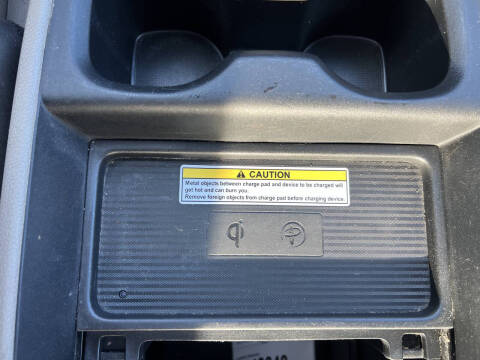 CAUTION
Metal objects between charge pad and device to be charged will
get hot and can burn you.
Remove foreign objects from charge pad before charging device.
qi